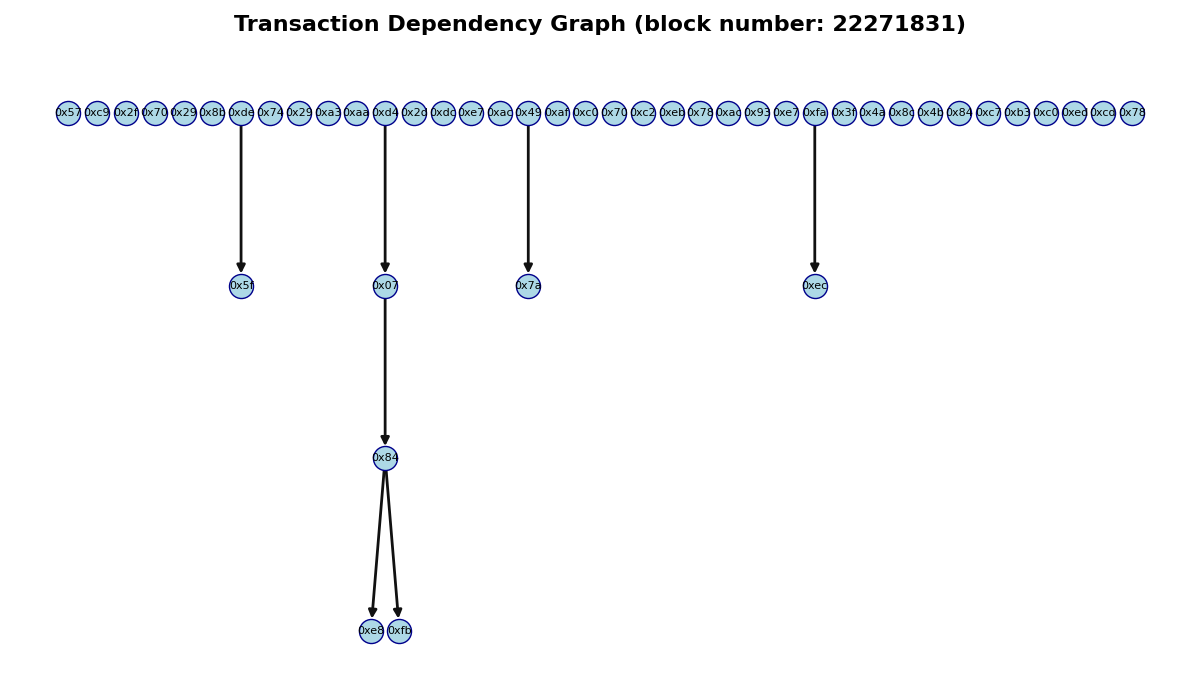 Transaction Dependency Graph (block number: 22271831)
0x57 0xc9 0x2f 0x70 0x29 0x8b 0xde 0x74 0x29 0xa3 0xaa 0xd4 0x2d 0xdc 0xe7 0xac 0x49 0xaf 0xc0 0x70 0xc2 0xeb 0x78 0xac 0x93 0xe7 0xfa 0x3f 0x4a 0x8c 0x4b 0x84 0xc7 0xb3 0xc0 0xed 0xcd 0x78
0x5f 0x07 0x7a 0xec
0x84
0xe8 0xfb